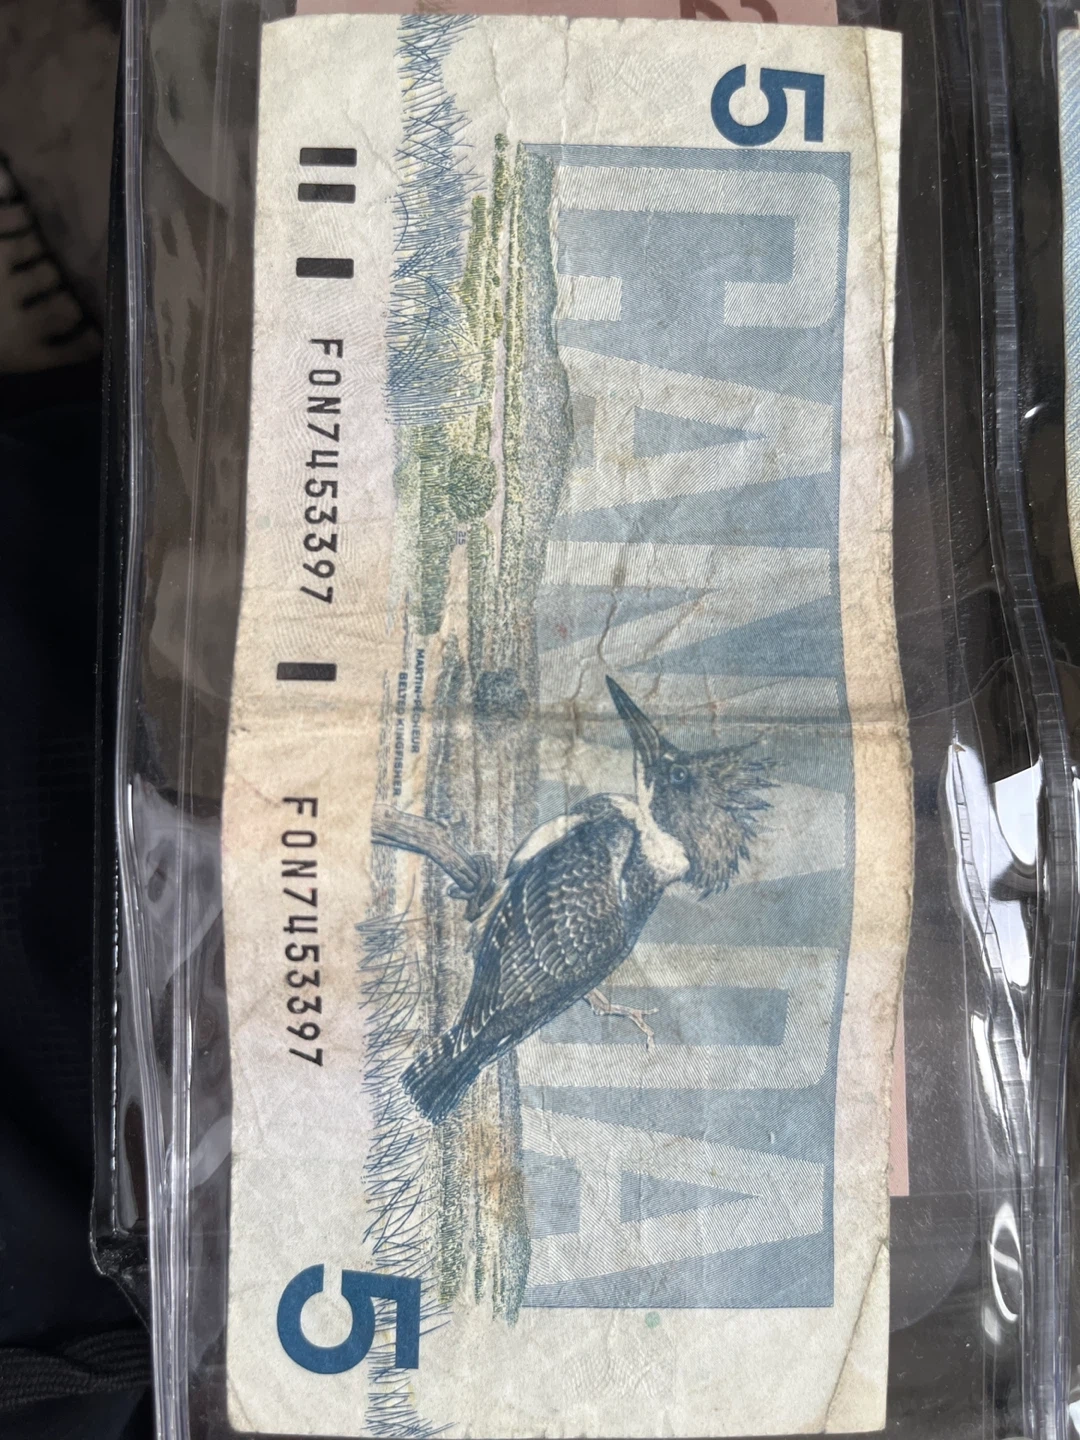 5
CANADA
MARTIN-PÊCHEUR
BELTED KINGFISHER
FON7453397 FON7453397
5